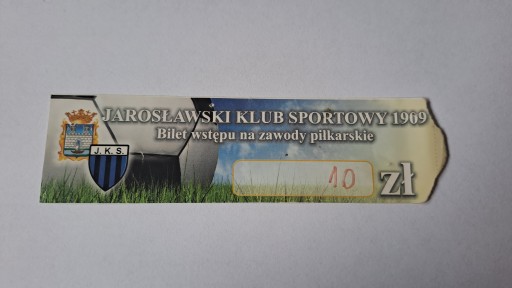 JAROSŁAWSKI KLUB SPORTOWY 1909
Bilet wstępu na zawody piłkarskie
J.K.S.
10 zł